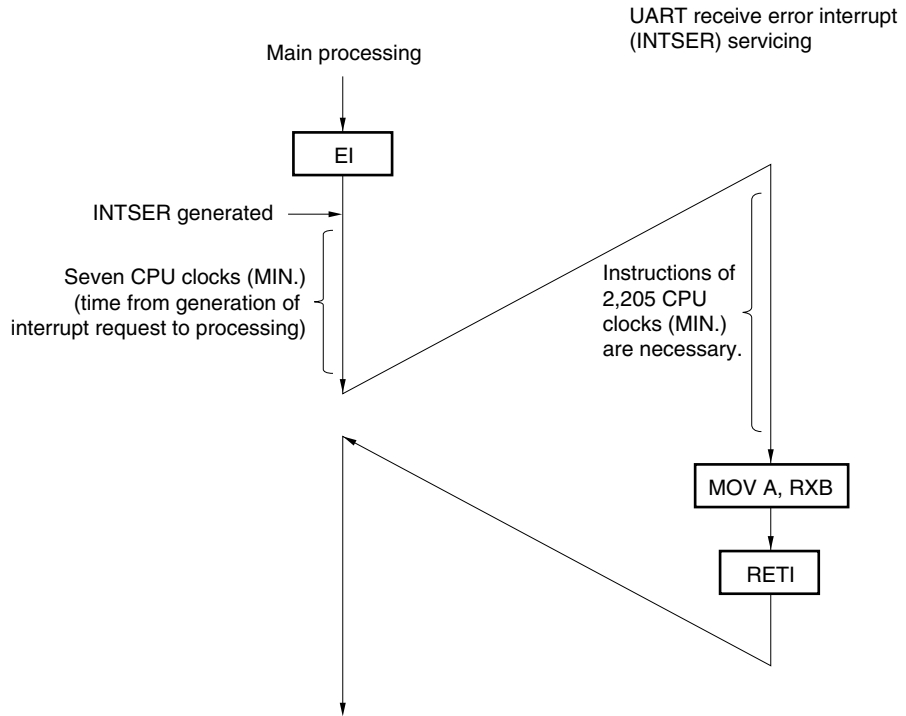 UART receive error interrupt
(INTSER) servicing
Main processing
EI
INTSER generated
Seven CPU clocks (MIN.)
(time from generation of
interrupt request to processing)
Instructions of
2,205 CPU
clocks (MIN.)
are necessary.
MOV A, RXB
RETI